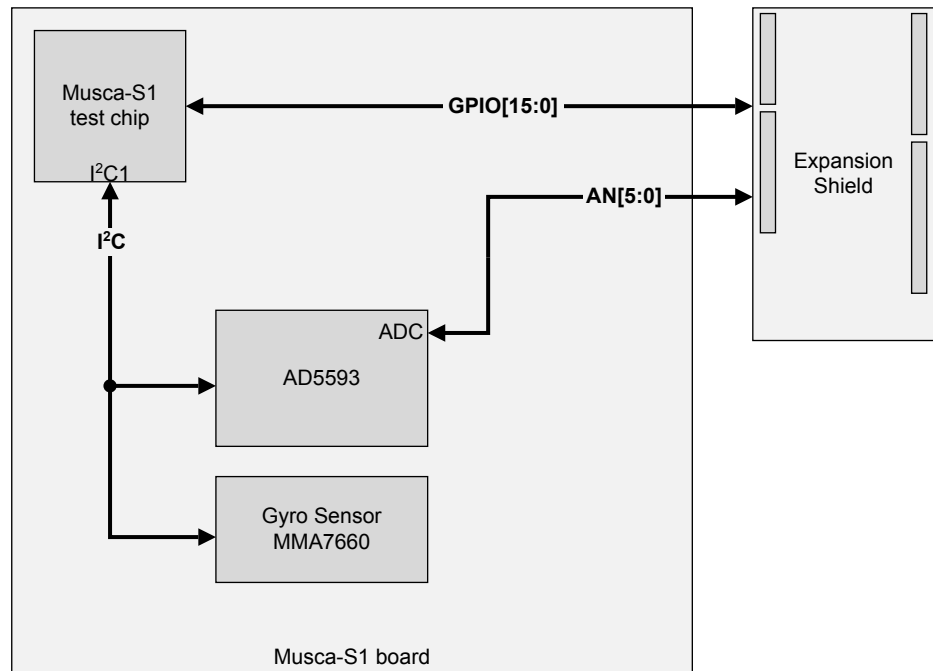 Musca-S1
test chip
I²C1
GPIO[15:0]
Expansion
Shield
AN[5:0]
I²C
ADC
AD5593
Gyro Sensor
MMA7660
Musca-S1 board